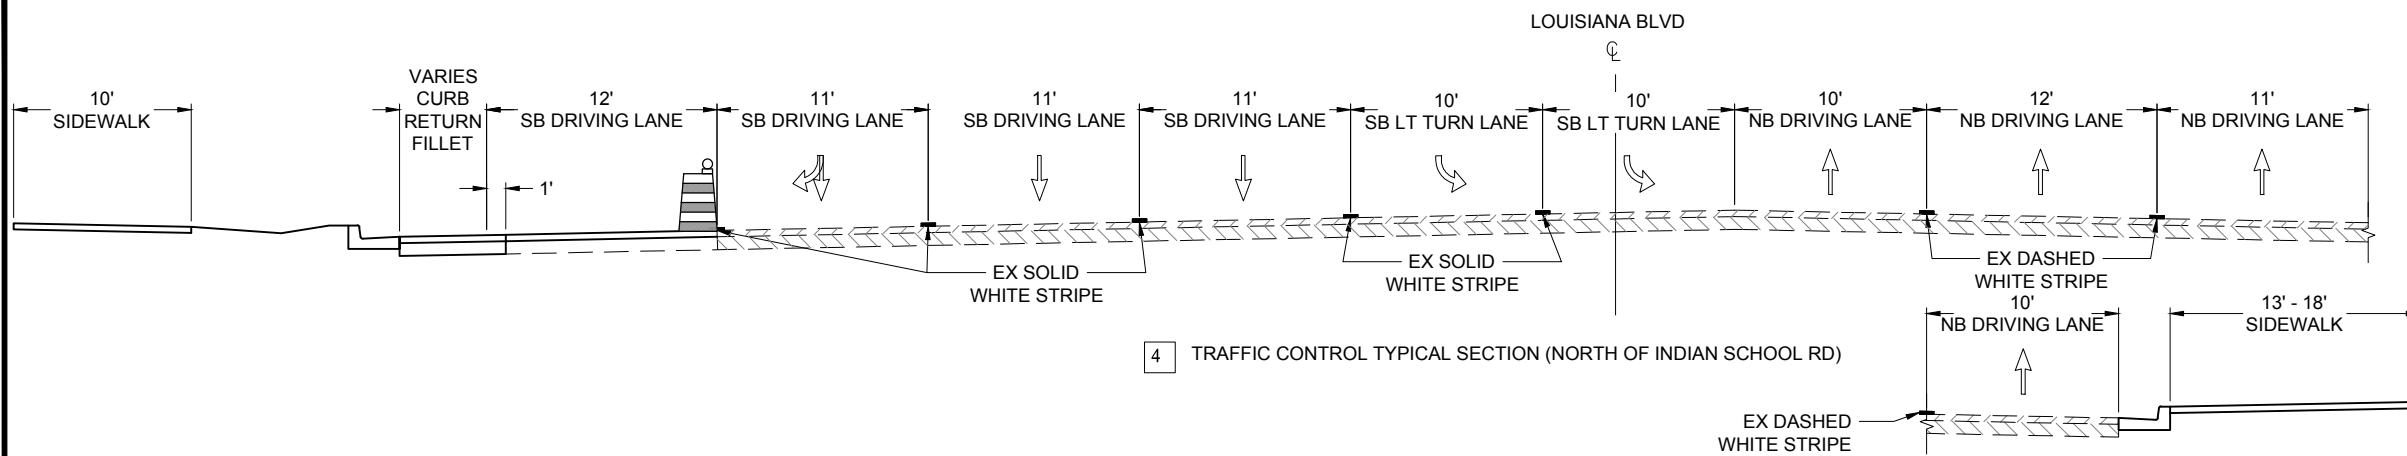 LOUISIANA BLVD
℄
10'
SIDEWALK
VARIES
CURB
RETURN
FILLET
12'
SB DRIVING LANE
11'
SB DRIVING LANE
11'
SB DRIVING LANE
11'
SB DRIVING LANE
10'
SB LT TURN LANE
10'
SB LT TURN LANE
10'
NB DRIVING LANE
12'
NB DRIVING LANE
11'
NB DRIVING LANE
1'
EX SOLID
WHITE STRIPE
EX SOLID
WHITE STRIPE
EX DASHED
WHITE STRIPE
10'
NB DRIVING LANE
13' - 18'
SIDEWALK
4 TRAFFIC CONTROL TYPICAL SECTION (NORTH OF INDIAN SCHOOL RD)
EX DASHED
WHITE STRIPE